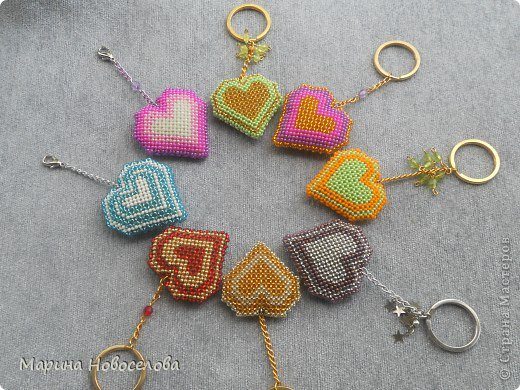 Марина Новоселова
© Страна Мастеров